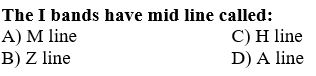 The I bands have mid line called:
A) M line C) H line
B) Z line D) A line